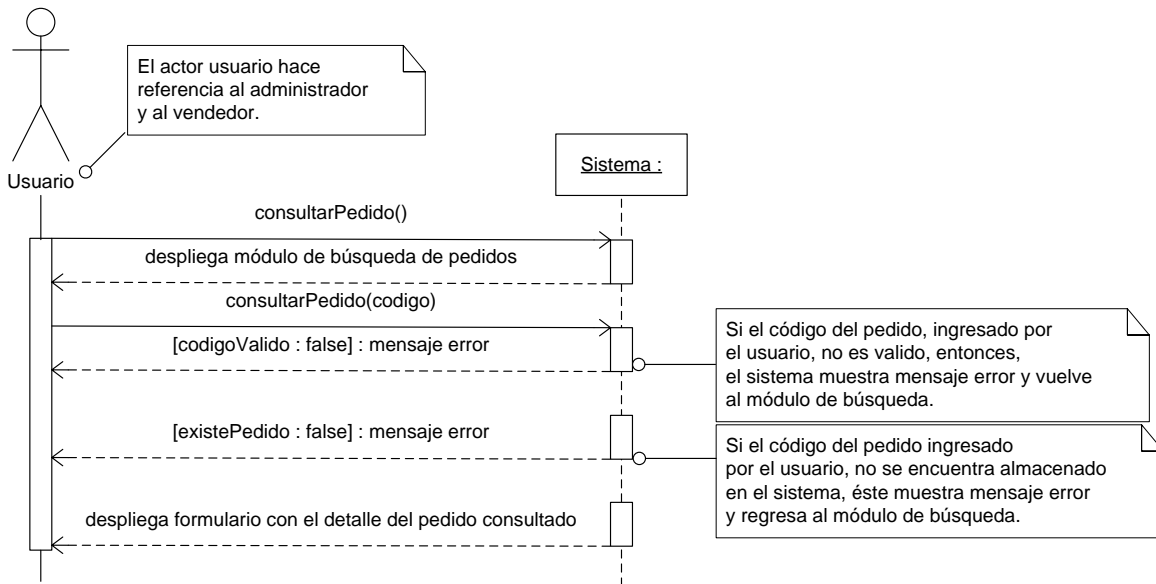 El actor usuario hace
referencia al administrador
y al vendedor.
Usuario
Sistema :
consultarPedido()
despliega módulo de búsqueda de pedidos
consultarPedido(codigo)
[codigoValido : false] : mensaje error
Si el código del pedido, ingresado por
el usuario, no es valido, entonces,
el sistema muestra mensaje error y vuelve
al módulo de búsqueda.
[existePedido : false] : mensaje error
Si el código del pedido ingresado
por el usuario, no se encuentra almacenado
en el sistema, éste muestra mensaje error
y regresa al módulo de búsqueda.
despliega formulario con el detalle del pedido consultado